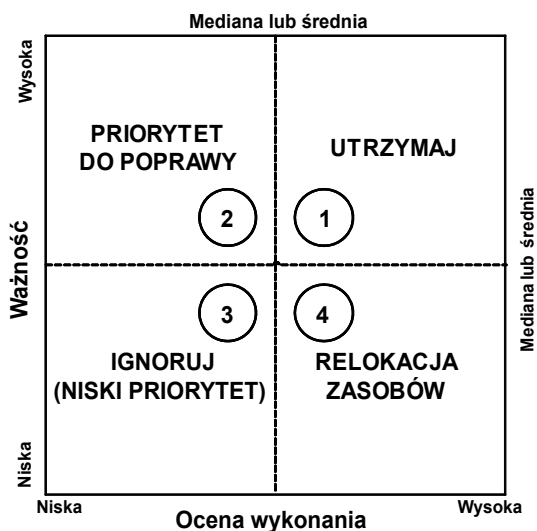 Mediana lub średnia
Wysoka
PRIORYTET
DO POPRAWY
UTRZYMAJ
2
1
Ważność
Mediana lub średnia
3
4
IGNORUJ
(NISKI PRIORYTET)
RELOKACJA
ZASOBÓW
Niska
Niska
Wysoka
Ocena wykonania